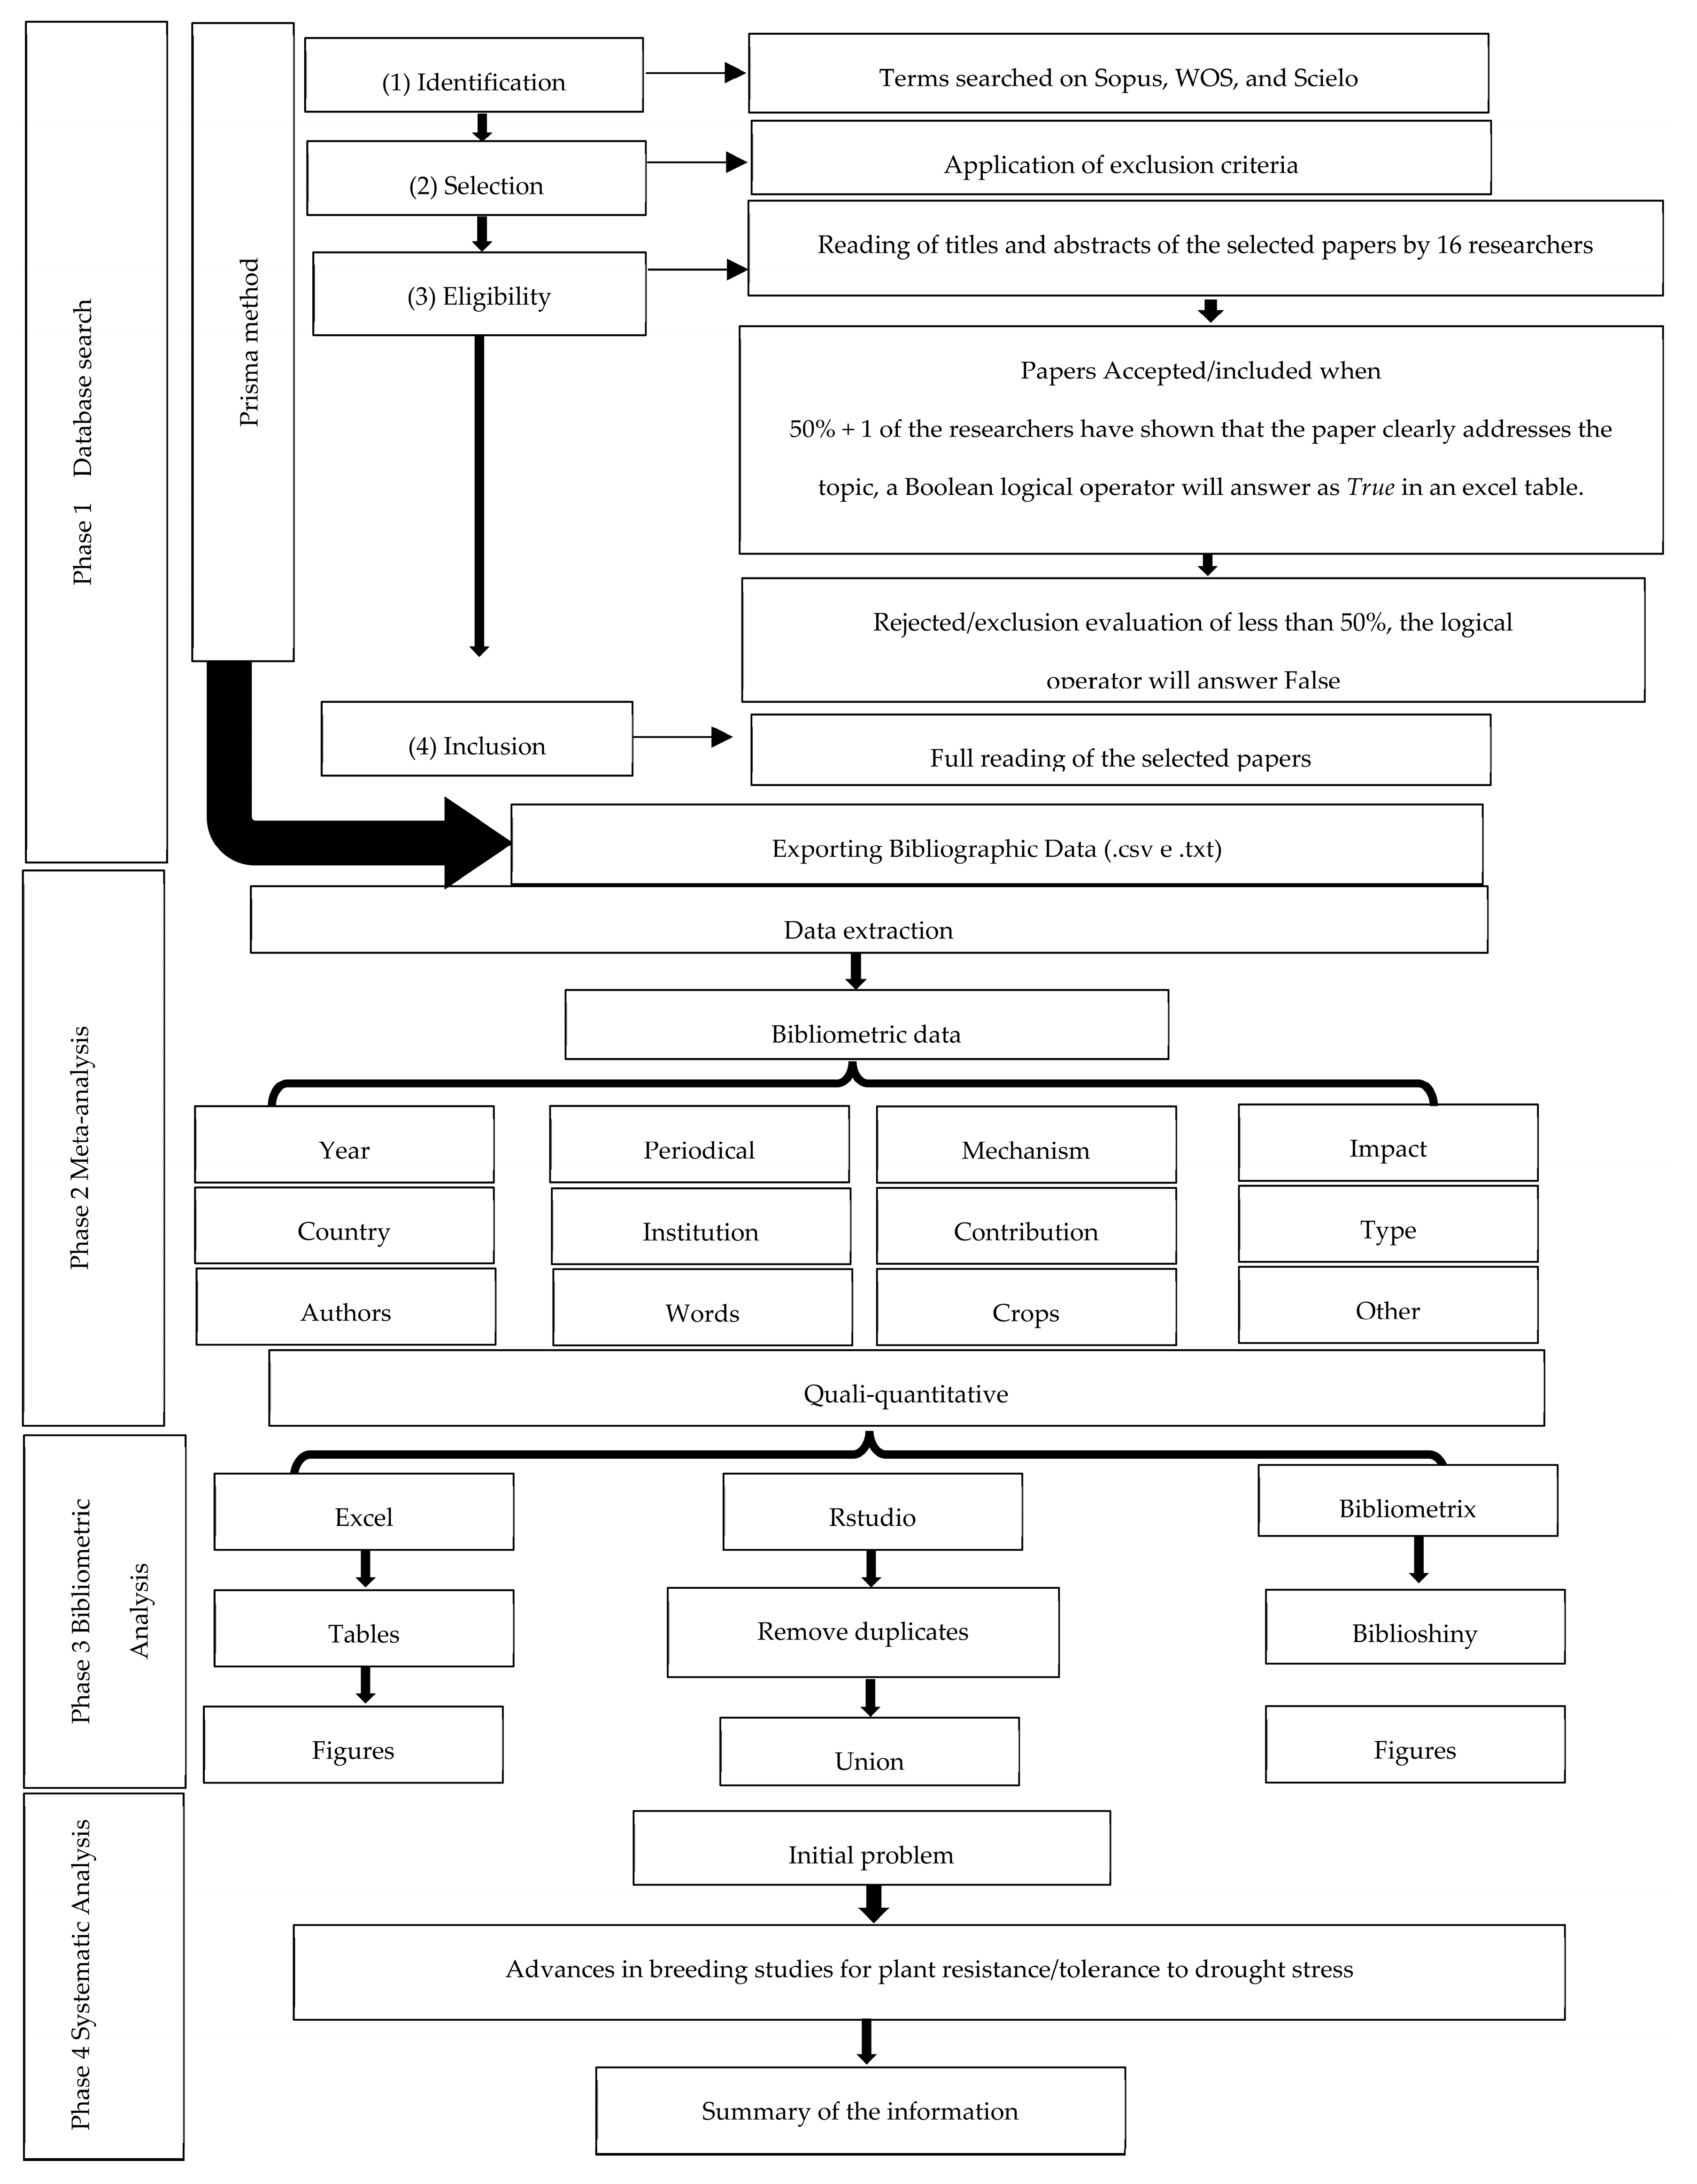 Phase 1 Database search
Prisma method
(1) Identification
Terms searched on Sopus, WOS, and Scielo
(2) Selection
Application of exclusion criteria
(3) Eligibility
Reading of titles and abstracts of the selected papers by 16 researchers
Papers Accepted/included when
50% + 1 of the researchers have shown that the paper clearly addresses the
topic, a Boolean logical operator will answer as True in an excel table.
Rejected/exclusion evaluation of less than 50%, the logical
operator will answer False
(4) Inclusion
Full reading of the selected papers
Exporting Bibliographic Data (.csv e .txt)
Phase 2 Meta-analysis
Data extraction
Bibliometric data
Year
Periodical
Mechanism
Impact
Country
Institution
Contribution
Type
Authors
Words
Crops
Other
Quali-quantitative
Phase 3 Bibliometric
Analysis
Excel
Rstudio
Bibliometrix
Tables
Remove duplicates
Biblioshiny
Figures
Union
Figures
Phase 4 Systematic Analysis
Initial problem
Advances in breeding studies for plant resistance/tolerance to drought stress
Summary of the information